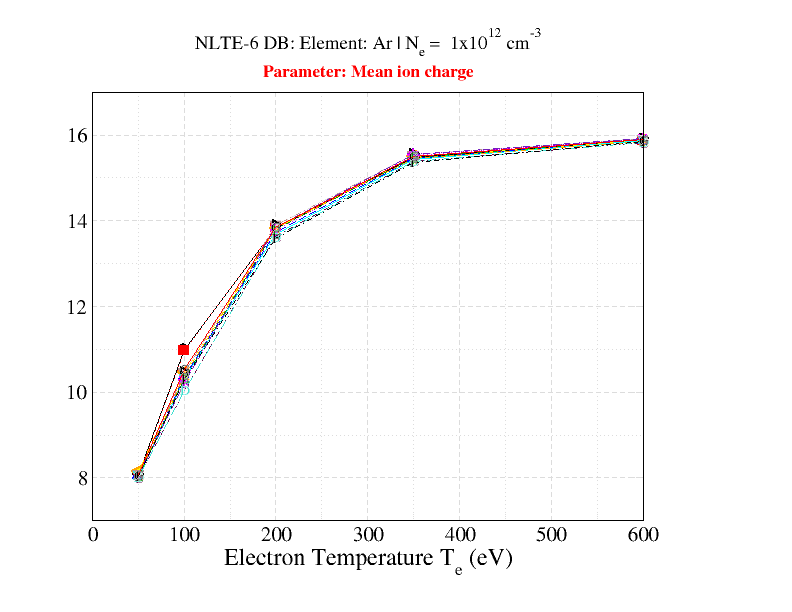 NLTE-6 DB: Element: Ar | Ne = 1x10^12 cm^-3
Parameter: Mean ion charge
16
14
12
10
8
0 100 200 300 400 500 600
Electron Temperature Te (eV)